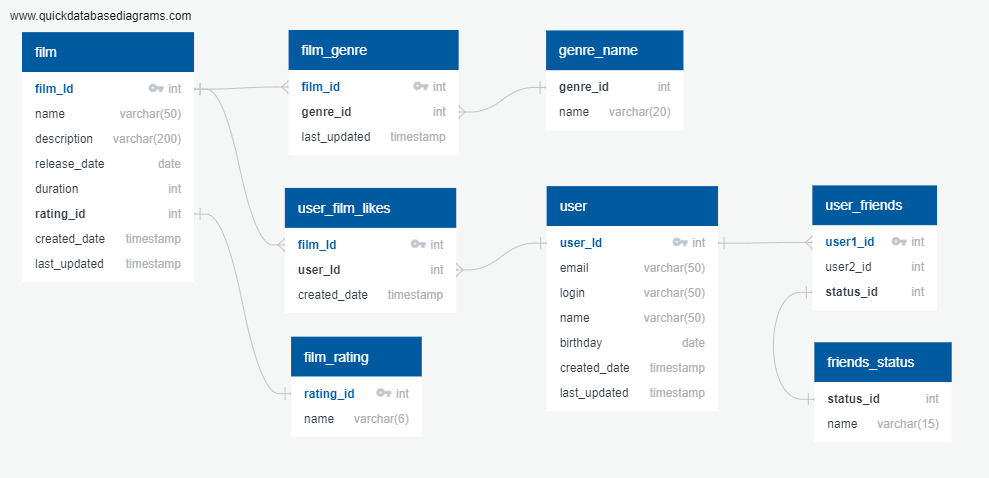 www.quickdatabasediagrams.com
film
film_Id int
name varchar(50)
description varchar(200)
release_date date
duration int
rating_id int
created_date timestamp
last_updated timestamp
film_genre
film_id int
genre_id int
last_updated timestamp
genre_name
genre_id int
name varchar(20)
user_film_likes
film_Id int
user_Id int
created_date timestamp
user
user_Id int
email varchar(50)
login varchar(50)
name varchar(50)
birthday date
created_date timestamp
last_updated timestamp
user_friends
user1_id int
user2_id int
status_id int
film_rating
rating_id int
name varchar(6)
friends_status
status_id int
name varchar(15)